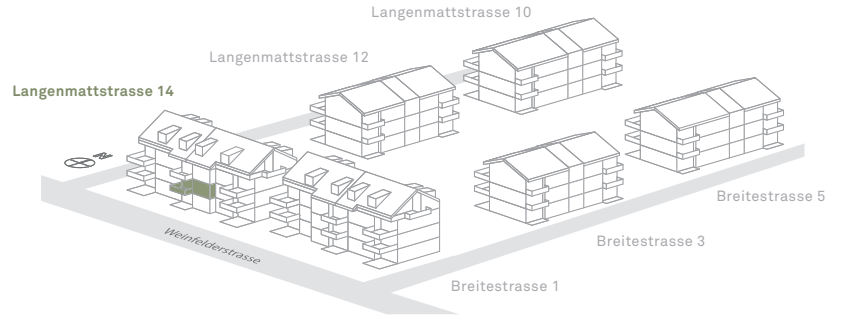 Langenmattstrasse 10
Langenmattstrasse 12
Langenmattstrasse 14
N
Breitestrasse 5
Weinfelderstrasse
Breitestrasse 3
Breitestrasse 1